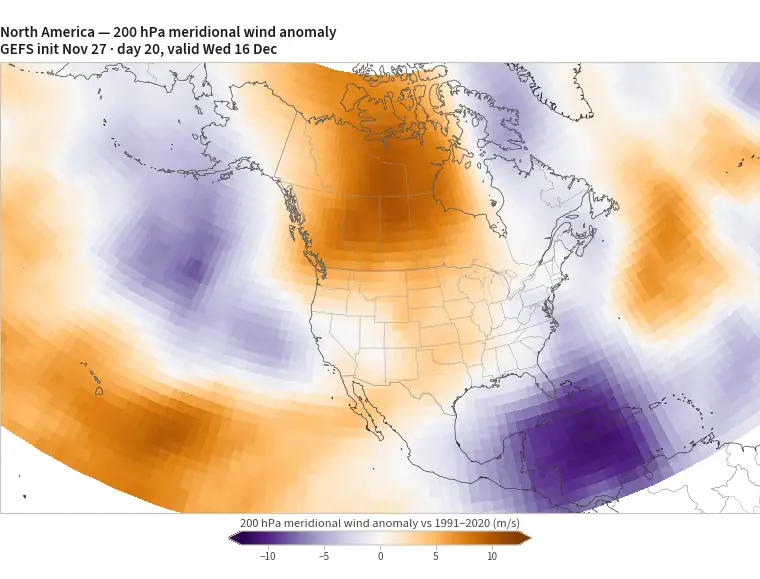 North America — 200 hPa meridional wind anomaly
GEFS init Nov 27 · day 20, valid Wed 16 Dec
200 hPa meridional wind anomaly vs 1991–2020 (m/s)
−10 −5 0 5 10